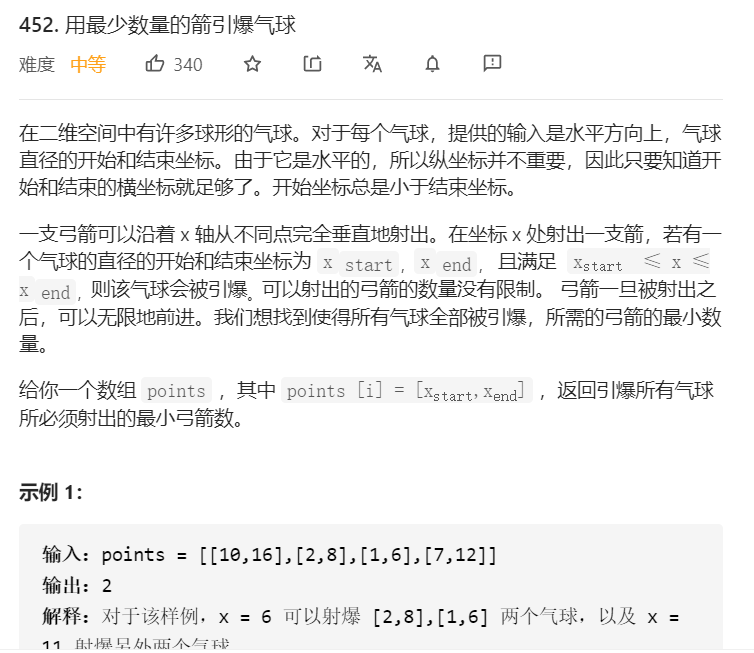 452. 用最少数量的箭引爆气球
难度 中等 340
在二维空间中有许多球形的气球。对于每个气球，提供的输入是水平方向上，气球
直径的开始和结束坐标。由于它是水平的，所以纵坐标并不重要，因此只要知道开
始和结束的横坐标就足够了。开始坐标总是小于结束坐标。
一支弓箭可以沿着 x 轴从不同点完全垂直地射出。在坐标 x 处射出一支箭，若有一
个气球的直径的开始和结束坐标为 x start, x end, 且满足 xstart ≤ x ≤
x end, 则该气球会被引爆。可以射出的弓箭的数量没有限制。 弓箭一旦被射出之
后，可以无限地前进。我们想找到使得所有气球全部被引爆，所需的弓箭的最小数
量。
给你一个数组 points ，其中 points [i] = [xstart,xend] ，返回引爆所有气球
所必须射出的最小弓箭数。
示例 1：
输入：points = [[10,16],[2,8],[1,6],[7,12]]
输出：2
解释：对于该样例，x = 6 可以射爆 [2,8],[1,6] 两个气球，以及 x =
11 射爆另外两个气球